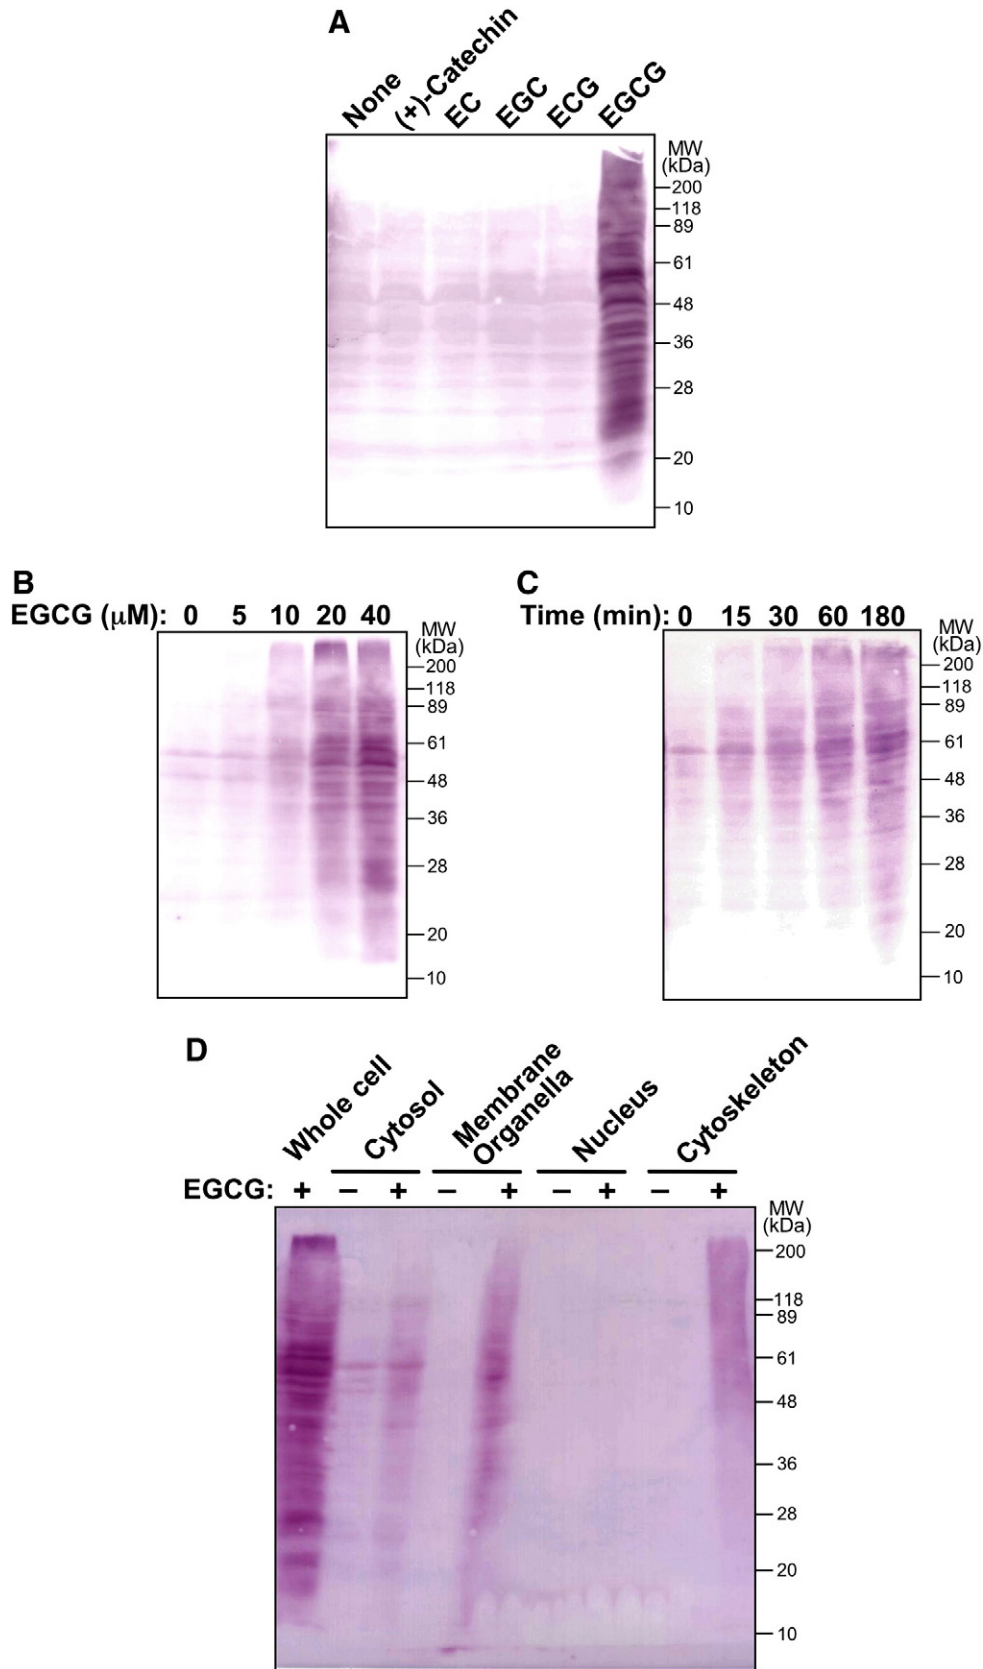 A
None (+)-Catechin EC EGC ECG EGCG
MW
(kDa)
200
118
89
61
48
36
28
20
10
B
EGCG (μM): 0 5 10 20 40
MW
(kDa)
200
118
89
61
48
36
28
20
10
C
Time (min): 0 15 30 60 180
MW
(kDa)
200
118
89
61
48
36
28
20
10
D
Whole cell Cytosol Membrane Organella Nucleus Cytoskeleton
EGCG: + − + − + − + − +
MW
(kDa)
200
118
89
61
48
36
28
20
10